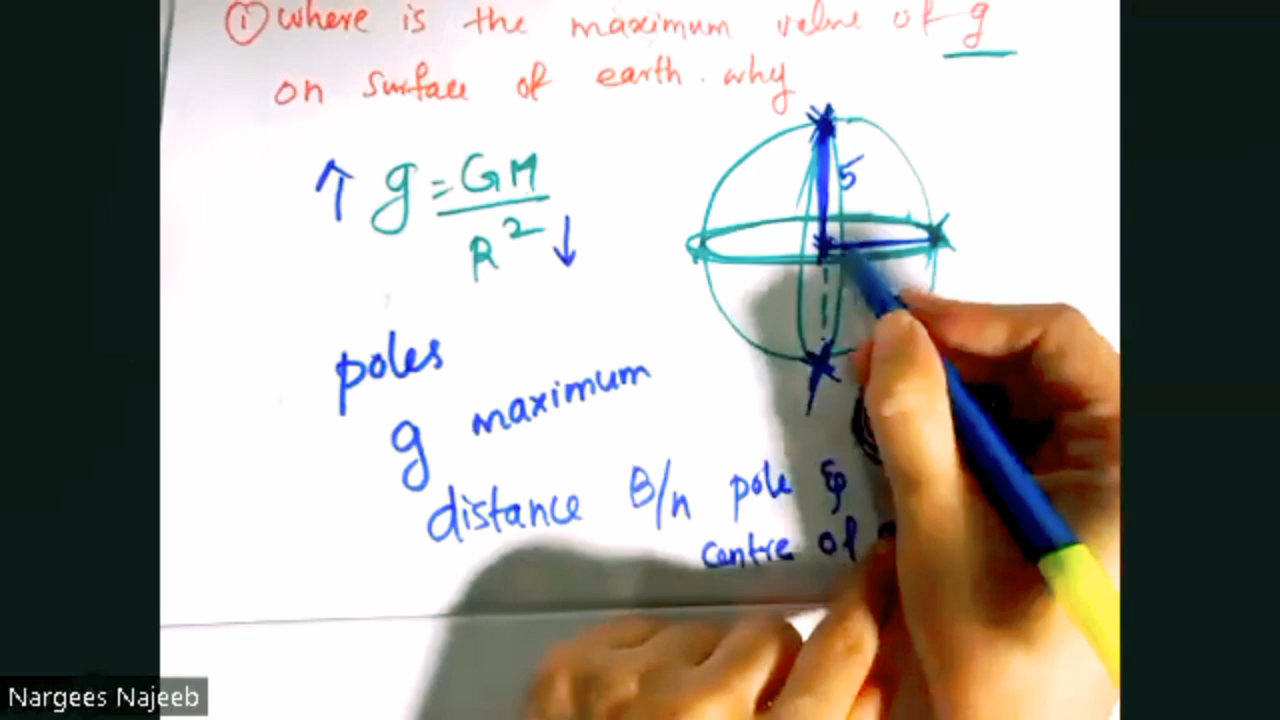 ① where is the maximum value of g
on surface of earth. why
↑ g = GM / R² ↓
5
poles
g maximum
distance B/n pole &
centre of
Nargees Najeeb